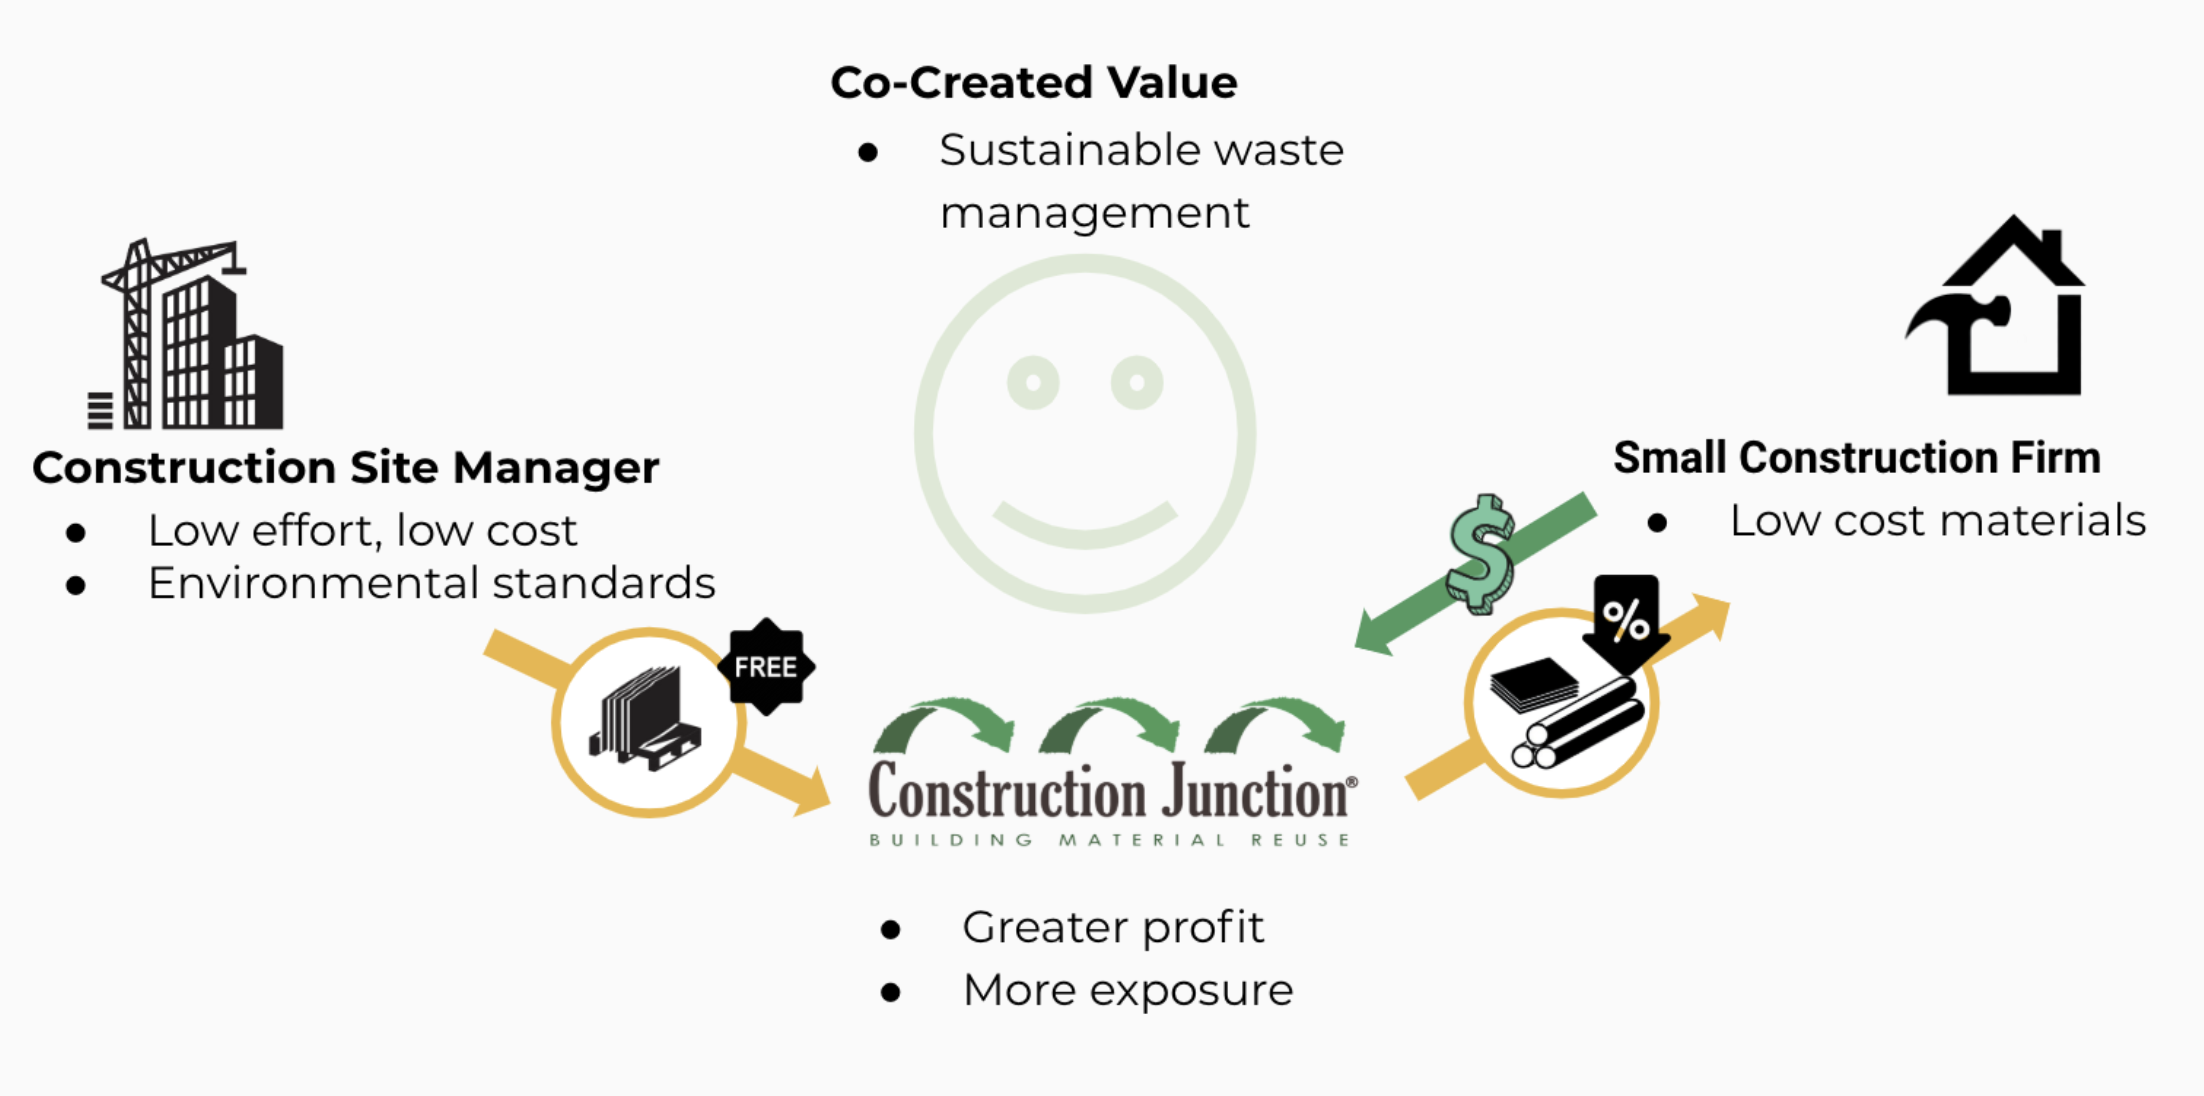 Co-Created Value
● Sustainable waste
management
Construction Site Manager
● Low effort, low cost
● Environmental standards
Small Construction Firm
● Low cost materials
$
%
FREE
Construction Junction®
BUILDING MATERIAL REUSE
● Greater profit
● More exposure